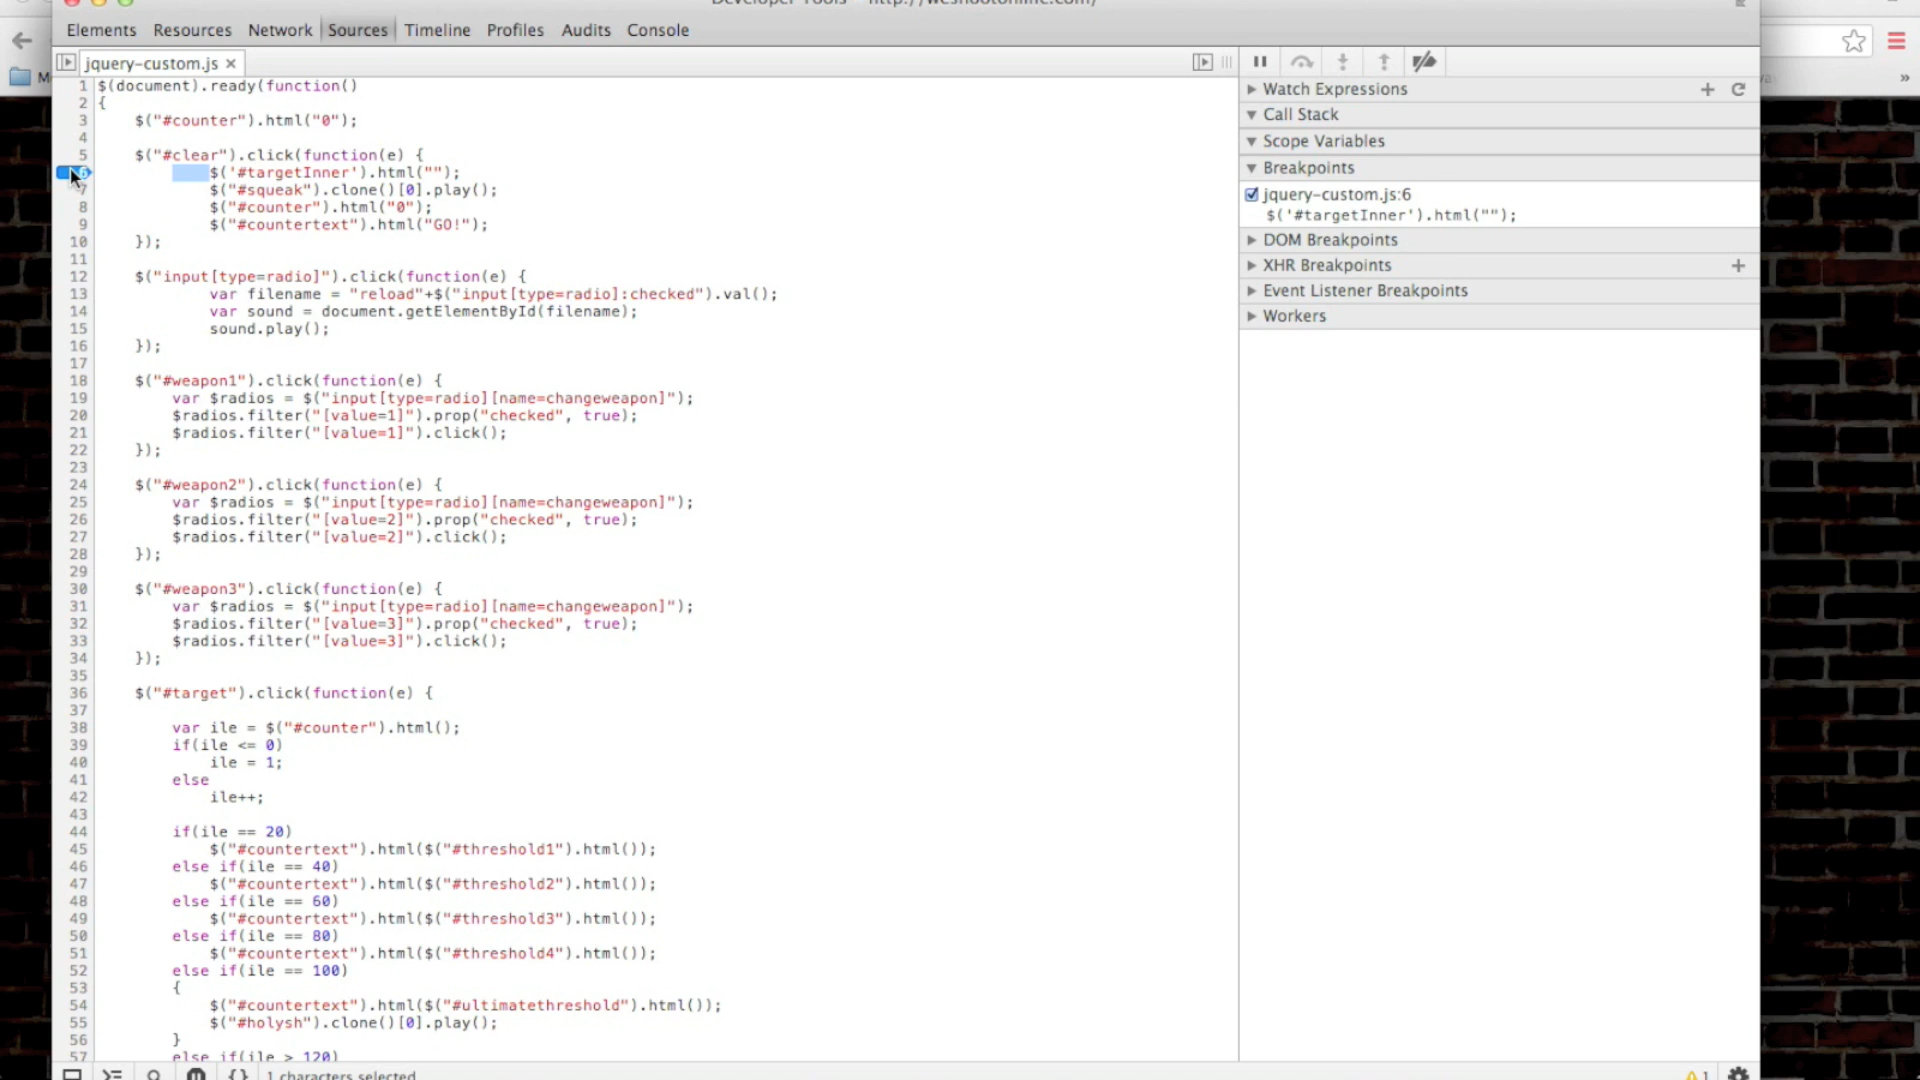 Developer Tools - http://weshootonline.com/
Elements Resources Network Sources Timeline Profiles Audits Console
jquery-custom.js ×
1 $(document).ready(function()
2 {
3 $("#counter").html("0");
4
5 $("#clear").click(function(e) {
6 $('#targetInner').html("");
7 $("#squeak").clone()[0].play();
8 $("#counter").html("0");
9 $("#countertext").html("GO!");
10 });
11
12 $("input[type=radio]").click(function(e) {
13 var filename = "reload"+$("input[type=radio]:checked").val();
14 var sound = document.getElementById(filename);
15 sound.play();
16 });
17
18 $("#weapon1").click(function(e) {
19 var $radios = $("input[type=radio][name=changeweapon]");
20 $radios.filter("[value=1]").prop("checked", true);
21 $radios.filter("[value=1]").click();
22 });
23
24 $("#weapon2").click(function(e) {
25 var $radios = $("input[type=radio][name=changeweapon]");
26 $radios.filter("[value=2]").prop("checked", true);
27 $radios.filter("[value=2]").click();
28 });
29
30 $("#weapon3").click(function(e) {
31 var $radios = $("input[type=radio][name=changeweapon]");
32 $radios.filter("[value=3]").prop("checked", true);
33 $radios.filter("[value=3]").click();
34 });
35
36 $("#target").click(function(e) {
37
38 var ile = $("#counter").html();
39 if(ile <= 0)
40 ile = 1;
41 else
42 ile++;
43
44 if(ile == 20)
45 $("#countertext").html($("#threshold1").html());
46 else if(ile == 40)
47 $("#countertext").html($("#threshold2").html());
48 else if(ile == 60)
49 $("#countertext").html($("#threshold3").html());
50 else if(ile == 80)
51 $("#countertext").html($("#threshold4").html());
52 else if(ile == 100)
53 {
54 $("#countertext").html($("#ultimatethreshold").html());
55 $("#holysh").clone()[0].play();
56 }
57 else if(ile > 120)
1 characters selected
Watch Expressions
Call Stack
Scope Variables
Breakpoints
jquery-custom.js:6
$('#targetInner').html("");
DOM Breakpoints
XHR Breakpoints
Event Listener Breakpoints
Workers
1